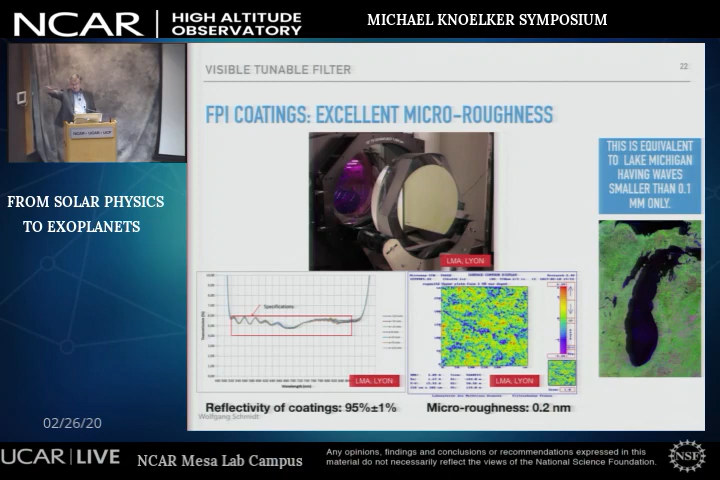 NCAR
HIGH ALTITUDE
OBSERVATORY
MICHAEL KNOELKER SYMPOSIUM
VISIBLE TUNABLE FILTER
22
FPI COATINGS: EXCELLENT MICRO-ROUGHNESS
THIS IS EQUIVALENT
TO LAKE MICHIGAN
HAVING WAVES
SMALLER THAN 0.1
MM ONLY.
FROM SOLAR PHYSICS
TO EXOPLANETS
LMA, LYON
Specifications
LMA, LYON
LMA, LYON
Reflectivity of coatings: 95%±1%
Micro-roughness: 0.2 nm
Wolfgang Schmidt
02/26/20
UCAR LIVE
NCAR Mesa Lab Campus
Any opinions, findings and conclusions or recommendations expressed in this
material do not necessarily reflect the views of the National Science Foundation.
NSF